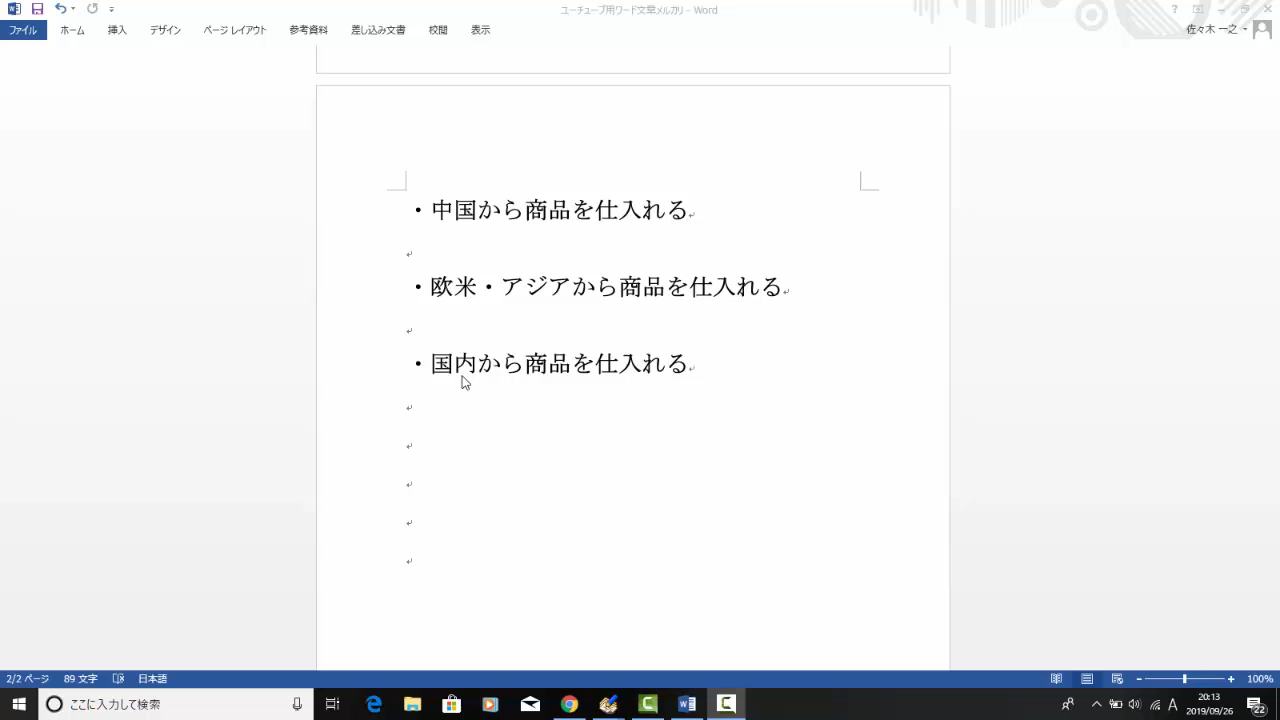 ユーチューブ用ワード文章メルカリ - Word
ファイル ホーム 挿入 デザイン ページ レイアウト 参考資料 差し込み文書 校閲 表示 佐々木 一之
・中国から商品を仕入れる
・欧米・アジアから商品を仕入れる
・国内から商品を仕入れる
2/2 ページ 89 文字 日本語 100%
ここに入力して検索 A 20:13
2019/09/26 22